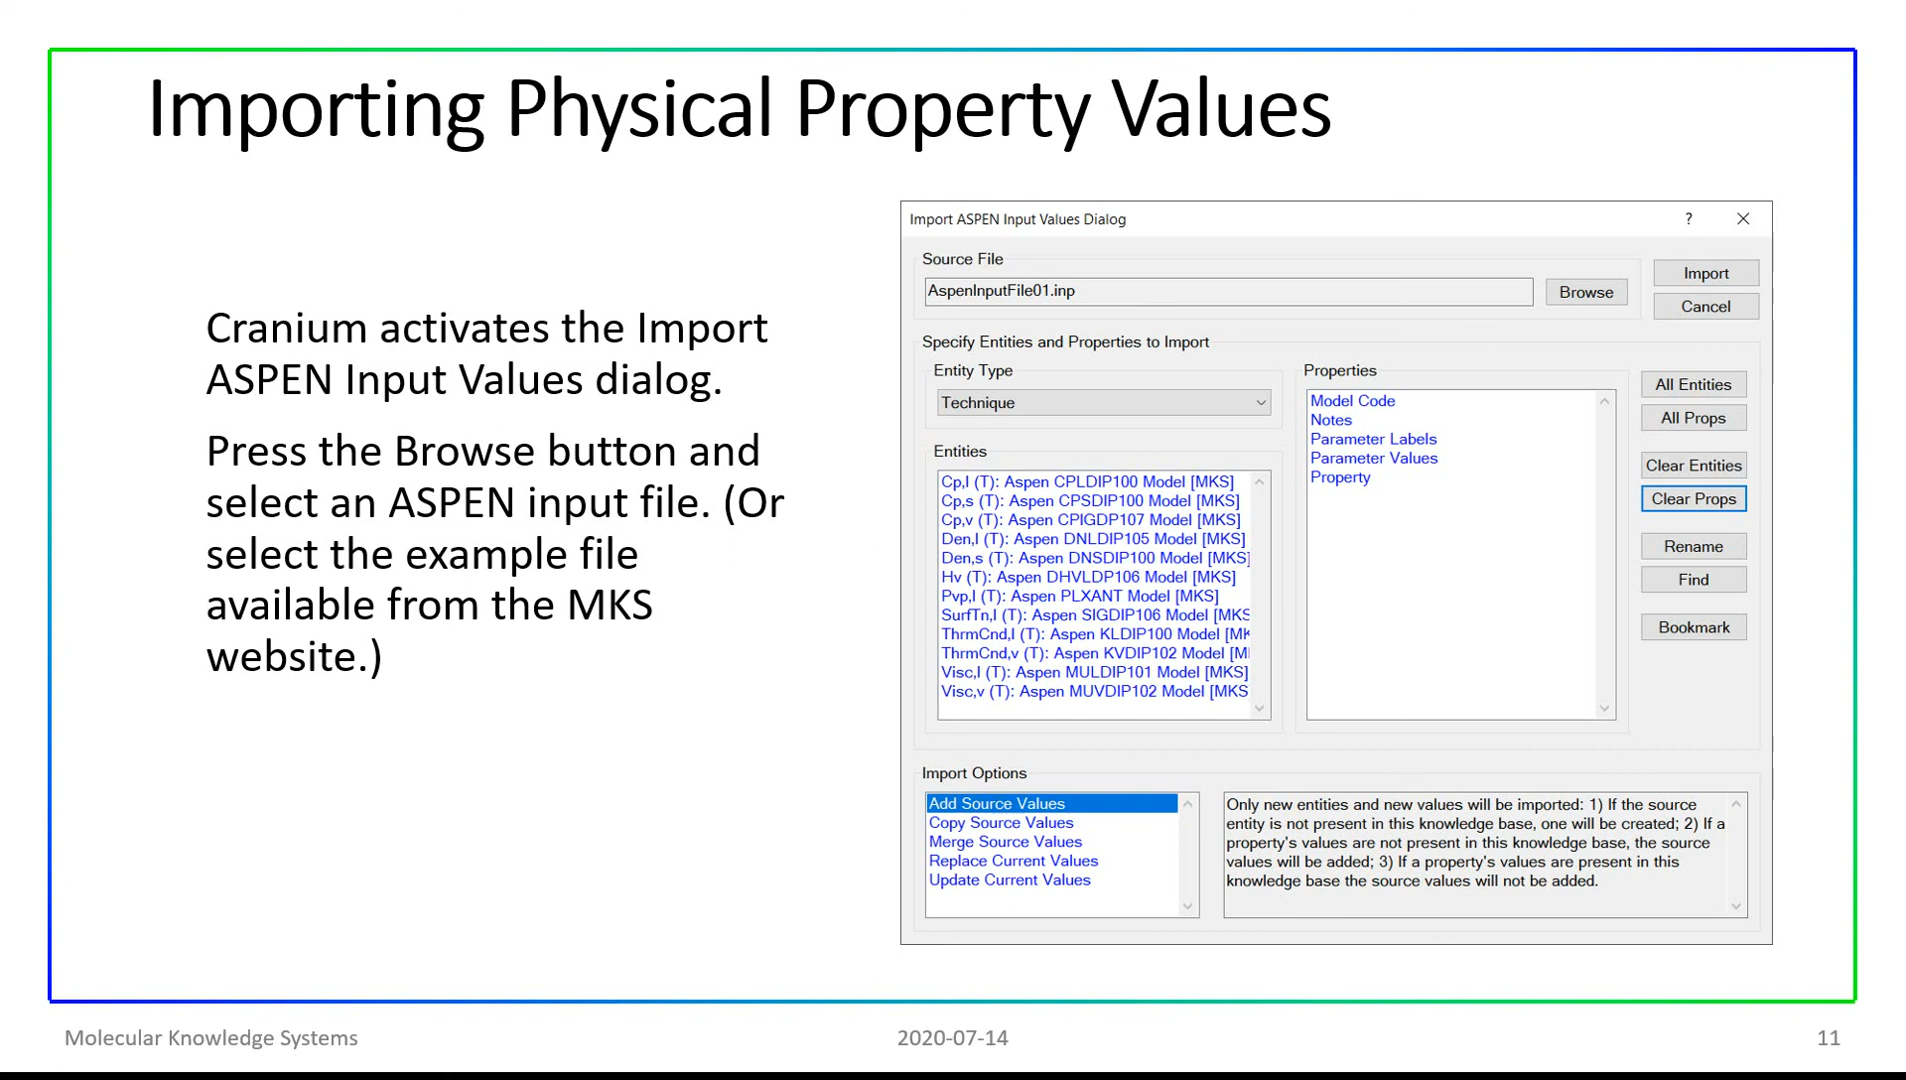 Importing Physical Property Values
Cranium activates the Import
ASPEN Input Values dialog.
Press the Browse button and
select an ASPEN input file. (Or
select the example file
available from the MKS
website.)
Import ASPEN Input Values Dialog
?
Source File
AspenInputFile01.inp
Browse
Import
Cancel
Specify Entities and Properties to Import
Entity Type
Technique
Entities
Cp,l (T): Aspen CPLDIP100 Model [MKS]
Cp,s (T): Aspen CPSDIP100 Model [MKS]
Cp,v (T): Aspen CPIGDP107 Model [MKS]
Den,l (T): Aspen DNLDIP105 Model [MKS]
Den,s (T): Aspen DNSDIP100 Model [MKS]
Hv (T): Aspen DHVLDP106 Model [MKS]
Pvp,l (T): Aspen PLXANT Model [MKS]
SurfTn,l (T): Aspen SIGDIP106 Model [MKS
ThrmCnd,l (T): Aspen KLDIP100 Model [MK
ThrmCnd,v (T): Aspen KVDIP102 Model [M
Visc,l (T): Aspen MULDIP101 Model [MKS]
Visc,v (T): Aspen MUVDIP102 Model [MKS
Properties
Model Code
Notes
Parameter Labels
Parameter Values
Property
All Entities
All Props
Clear Entities
Clear Props
Rename
Find
Bookmark
Import Options
Add Source Values
Copy Source Values
Merge Source Values
Replace Current Values
Update Current Values
Only new entities and new values will be imported: 1) If the source
entity is not present in this knowledge base, one will be created; 2) If a
property's values are not present in this knowledge base, the source
values will be added; 3) If a property's values are present in this
knowledge base the source values will not be added.
Molecular Knowledge Systems
2020-07-14
11